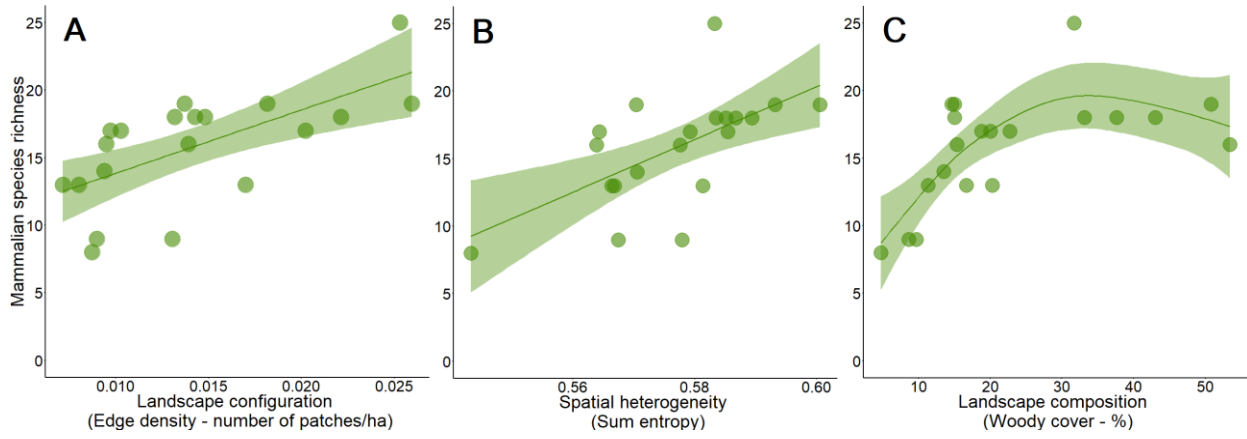 A
B
C
Mammalian species richness
25
20
15
10
5
0
0.010 0.015 0.020 0.025
Landscape configuration
(Edge density - number of patches/ha)
25
20
15
10
5
0
0.56 0.58 0.60
Spatial heterogeneity
(Sum entropy)
25
20
15
10
5
0
10 20 30 40 50
Landscape composition
(Woody cover - %)